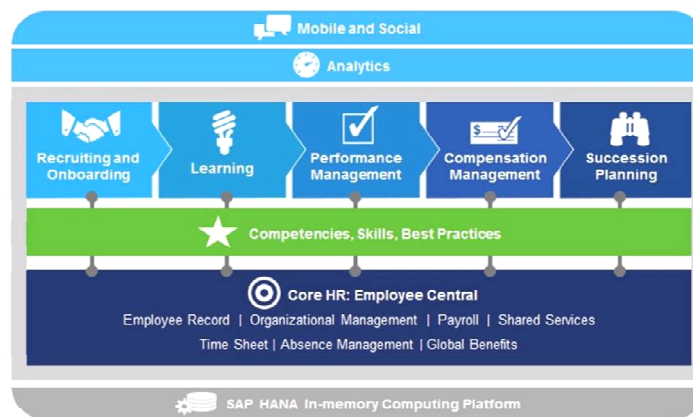 Mobile and Social
Analytics
Recruiting and
Onboarding
Learning
Performance
Management
Compensation
Management
Succession
Planning
Competencies, Skills, Best Practices
Core HR: Employee Central
Employee Record | Organizational Management | Payroll | Shared Services
Time Sheet | Absence Management | Global Benefits
SAP HANA In-memory Computing Platform